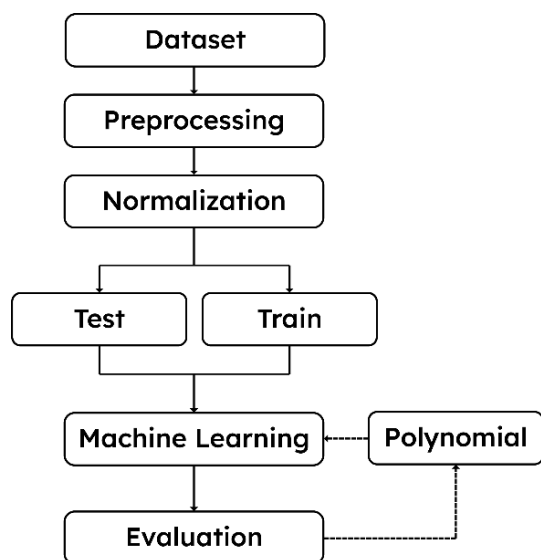 Dataset
Preprocessing
Normalization
Test
Train
Machine Learning
Polynomial
Evaluation